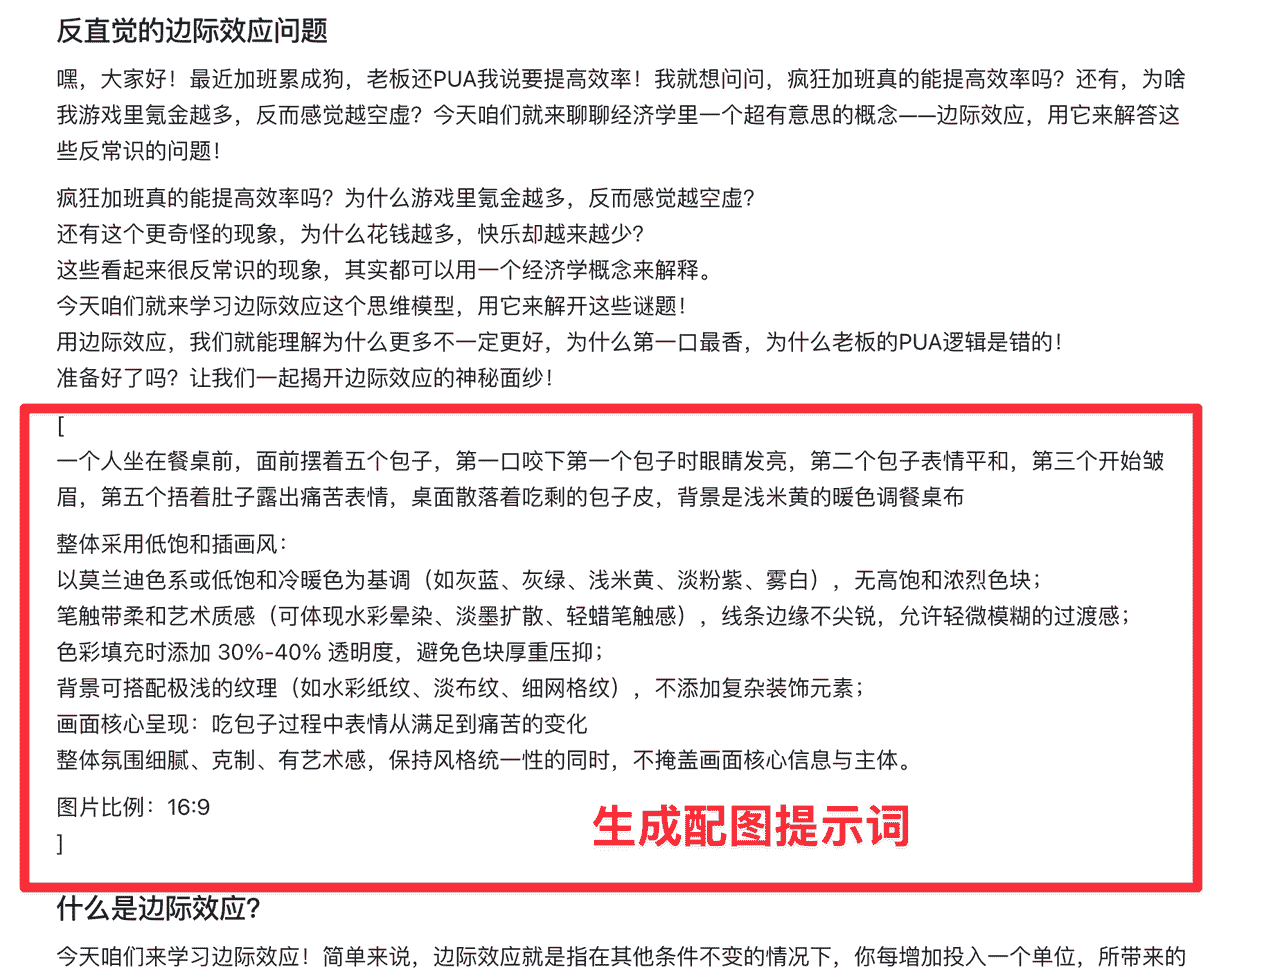 反直觉的边际效应问题
嘿，大家好！最近加班累成狗，老板还PUA我说要提高效率！我就想问问，疯狂加班真的能提高效率吗？还有，为啥
我游戏里氪金越多，反而感觉越空虚？今天咱们就来聊聊经济学里一个超有意思的概念——边际效应，用它来解答这
些反常识的问题！
疯狂加班真的能提高效率吗？为什么游戏里氪金越多，反而感觉越空虚？
还有这个更奇怪的现象，为什么花钱越多，快乐却越来越少？
这些看起来很反常识的现象，其实都可以用一个经济学概念来解释。
今天咱们就来学习边际效应这个思维模型，用它来解开这些谜题！
用边际效应，我们就能理解为什么更多不一定更好，为什么第一口最香，为什么老板的PUA逻辑是错的！
准备好了吗？让我们一起揭开边际效应的神秘面纱！
[
一个人坐在餐桌前，面前摆着五个包子，第一口咬下第一个包子时眼睛发亮，第二个包子表情平和，第三个开始皱
眉，第五个捂着肚子露出痛苦表情，桌面散落着吃剩的包子皮，背景是浅米黄的暖色调餐桌布
整体采用低饱和插画风：
以莫兰迪色系或低饱和冷暖色为基调（如灰蓝、灰绿、浅米黄、淡粉紫、雾白），无高饱和浓烈色块；
笔触带柔和艺术质感（可体现水彩晕染、淡墨扩散、轻蜡笔触感），线条边缘不尖锐，允许轻微模糊的过渡感；
色彩填充时添加 30%-40% 透明度，避免色块厚重压抑；
背景可搭配极浅的纹理（如水彩纸纹、淡布纹、细网格纹），不添加复杂装饰元素；
画面核心呈现：吃包子过程中表情从满足到痛苦的变化
整体氛围细腻、克制、有艺术感，保持风格统一性的同时，不掩盖画面核心信息与主体。
图片比例：16:9
]
生成配图提示词
什么是边际效应？
今天咱们来学习边际效应！简单来说，边际效应就是指在其他条件不变的情况下，你每增加投入一个单位，所带来的